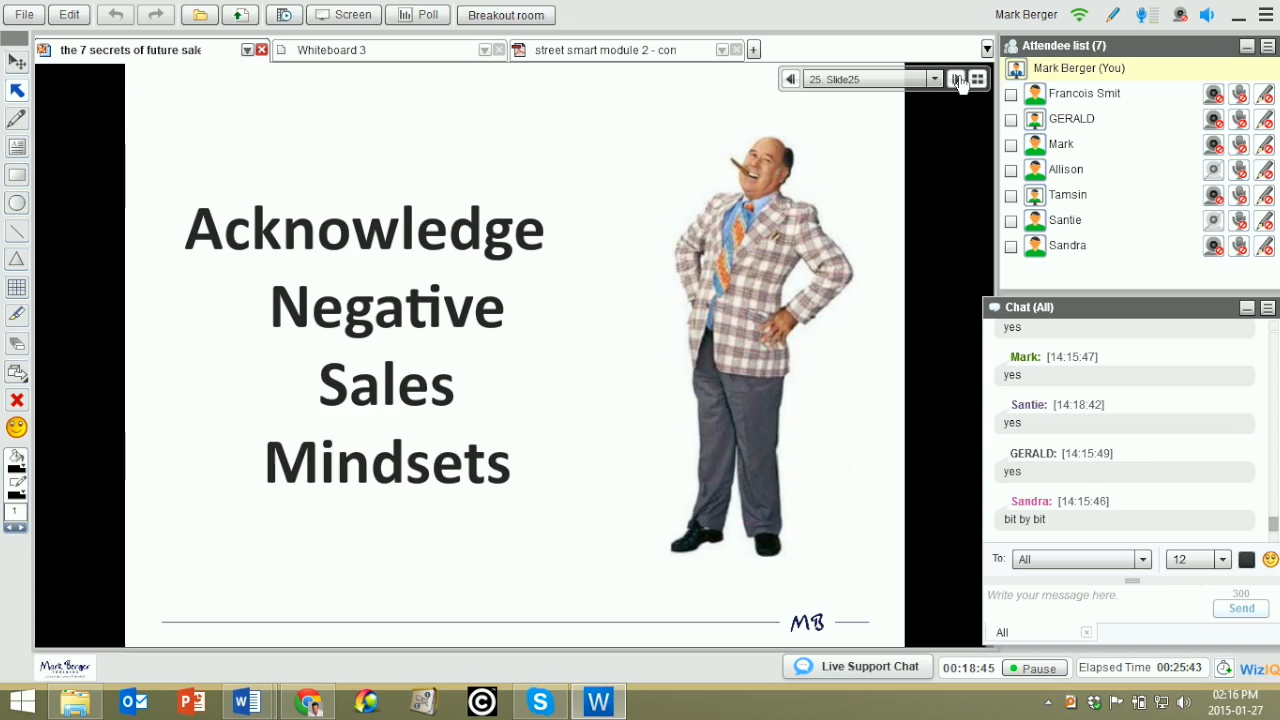 File
Edit
Screen
Poll
Breakout room
Mark Berger
the 7 secrets of future sale
Whiteboard 3
street smart module 2 - con
25. Slide25
Acknowledge
Negative
Sales
Mindsets
MB
Attendee list (7)
Mark Berger (You)
Francois Smit
GERALD
Mark
Allison
Tamsin
Santie
Sandra
Chat (All)
yes
Mark: [14:15:47]
yes
Santie: [14:18:42]
yes
GERALD: [14:15:49]
yes
Sandra: [14:15:46]
bit by bit
To: All
12
Write your message here.
300
Send
All
1
Mark Berger
Live Support Chat
00:18:45
Pause
Elapsed Time 00:25:43
WizIQ
02:16 PM
2015-01-27